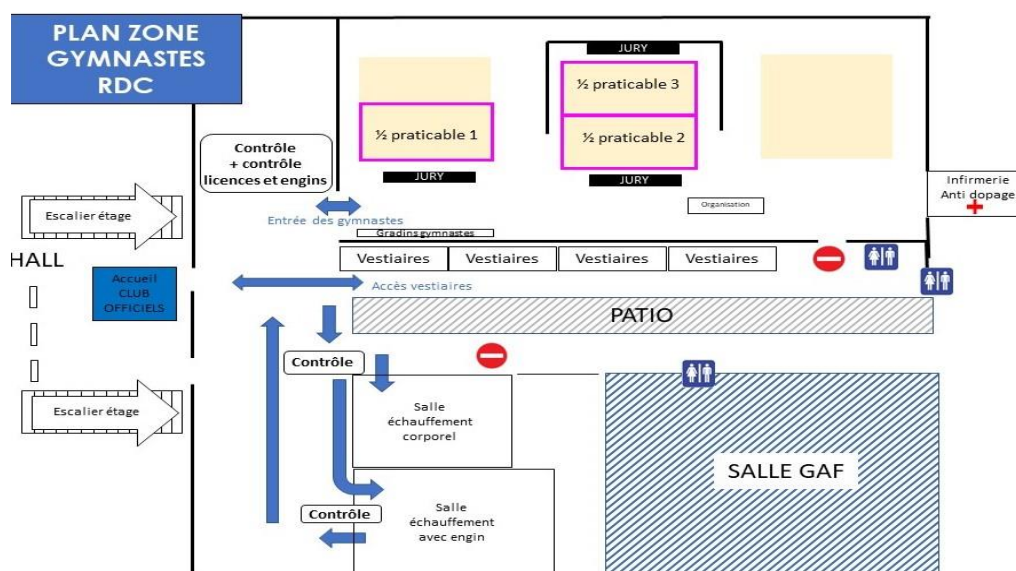 PLAN ZONE
GYMNASTES
RDC
JURY
½ praticable 3
½ praticable 1
½ praticable 2
JURY
JURY
Contrôle
+ contrôle
licences et engins
Infirmerie
Anti dopage
Escalier étage
Entrée des gymnastes
Organisation
Gradins gymnastes
HALL
Vestiaires
Vestiaires
Vestiaires
Vestiaires
Accueil
CLUB
OFFICIELS
Accès vestiaires
PATIO
Contrôle
Escalier étage
Salle
échauffement
corporel
SALLE GAF
Contrôle
Salle
échauffement
avec engin